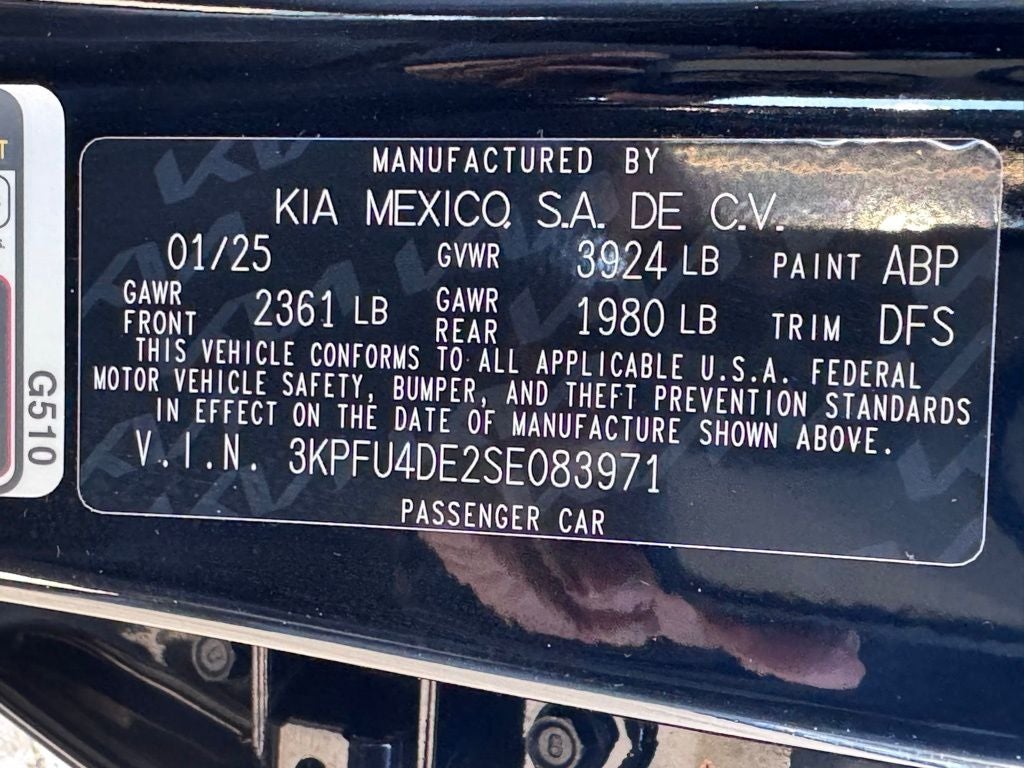 MANUFACTURED BY
KIA MEXICO, S.A. DE C.V.
01/25 GVWR 3924 LB PAINT ABP
GAWR FRONT 2361 LB GAWR REAR 1980 LB TRIM DFS
THIS VEHICLE CONFORMS TO ALL APPLICABLE U.S.A. FEDERAL
MOTOR VEHICLE SAFETY, BUMPER, AND THEFT PREVENTION STANDARDS
IN EFFECT ON THE DATE OF MANUFACTURE SHOWN ABOVE.
V.I.N. 3KPFU4DE2SE083971
PASSENGER CAR
G510